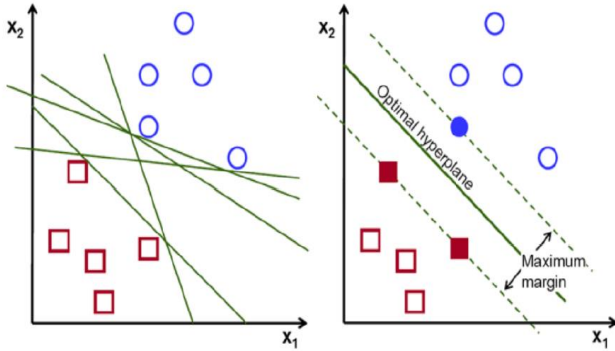 X2
X1
X2
Optimal hyperplane
Maximum.
margin
X1